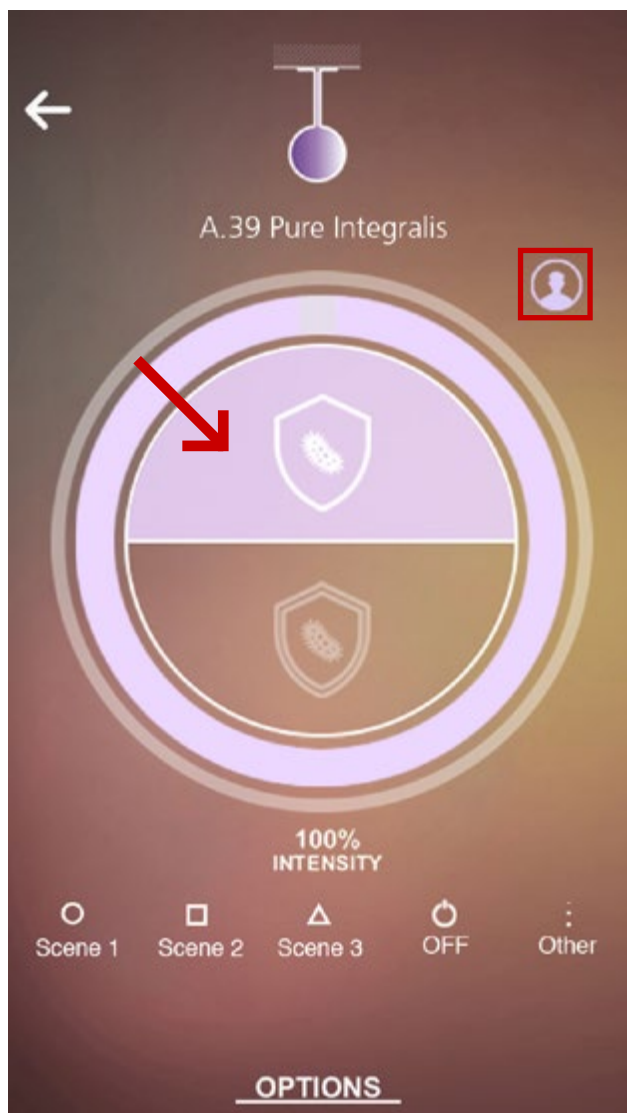 A.39 Pure Integralis
100%
INTENSITY
Scene 1
Scene 2
Scene 3
OFF
Other
OPTIONS